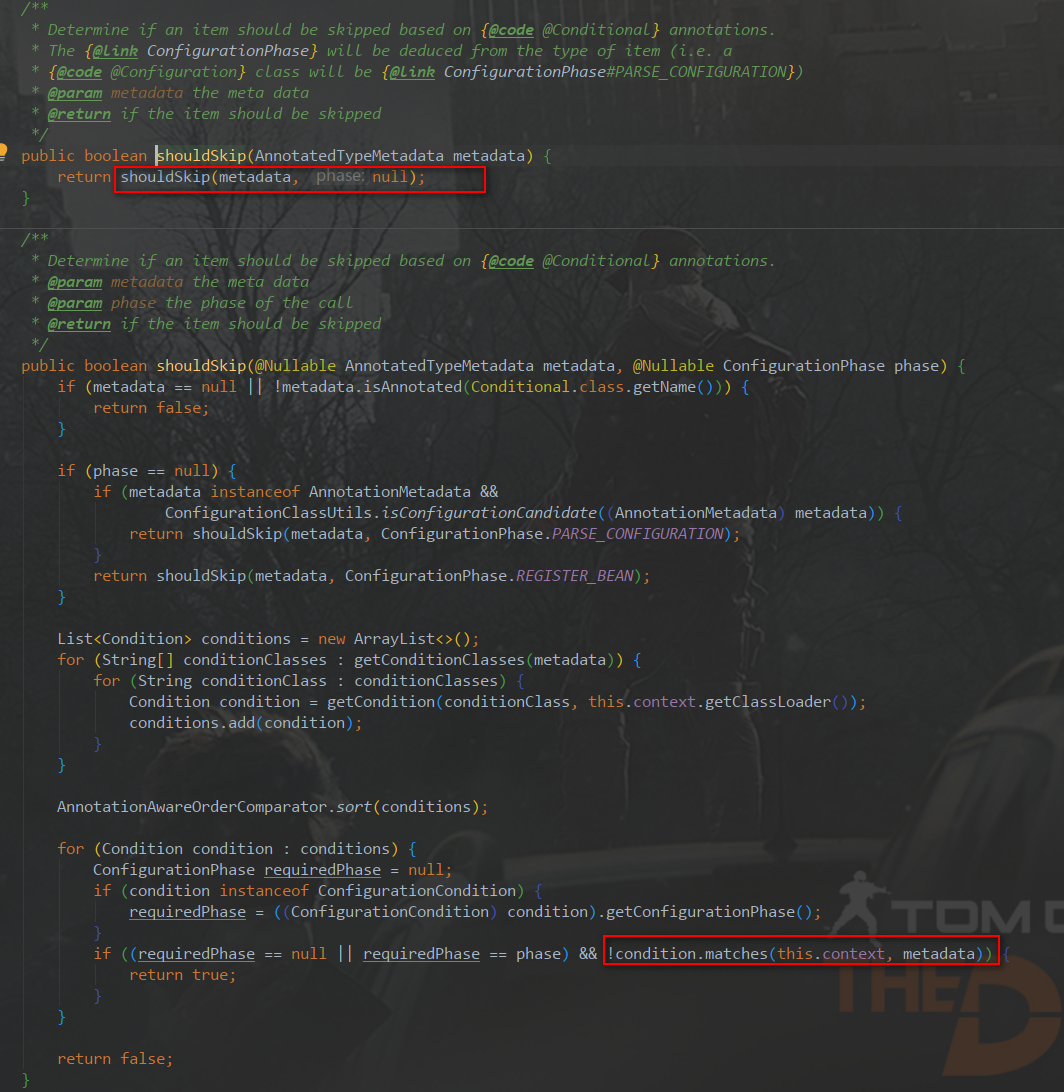 /**
 * Determine if an item should be skipped based on {@code @Conditional} annotations.
 * The {@link ConfigurationPhase} will be deduced from the type of item (i.e. a
 * {@code @Configuration} class will be {@link ConfigurationPhase#PARSE_CONFIGURATION})
 * @param metadata the meta data
 * @return if the item should be skipped
 */
public boolean shouldSkip(AnnotatedTypeMetadata metadata) {
    return shouldSkip(metadata, phase: null);
}
/**
 * Determine if an item should be skipped based on {@code @Conditional} annotations.
 * @param metadata the meta data
 * @param phase the phase of the call
 * @return if the item should be skipped
 */
public boolean shouldSkip(@Nullable AnnotatedTypeMetadata metadata, @Nullable ConfigurationPhase phase) {
    if (metadata == null || !metadata.isAnnotated(Conditional.class.getName())) {
        return false;
    }
    if (phase == null) {
        if (metadata instanceof AnnotationMetadata &&
                ConfigurationClassUtils.isConfigurationCandidate((AnnotationMetadata) metadata)) {
            return shouldSkip(metadata, ConfigurationPhase.PARSE_CONFIGURATION);
        }
        return shouldSkip(metadata, ConfigurationPhase.REGISTER_BEAN);
    }
    List<Condition> conditions = new ArrayList<>();
    for (String[] conditionClasses : getConditionClasses(metadata)) {
        for (String conditionClass : conditionClasses) {
            Condition condition = getCondition(conditionClass, this.context.getClassLoader());
            conditions.add(condition);
        }
    }
    AnnotationAwareOrderComparator.sort(conditions);
    for (Condition condition : conditions) {
        ConfigurationPhase requiredPhase = null;
        if (condition instanceof ConfigurationCondition) {
            requiredPhase = ((ConfigurationCondition) condition).getConfigurationPhase();
        }
        if ((requiredPhase == null || requiredPhase == phase) && !condition.matches(this.context, metadata)) {
            return true;
        }
    }
    return false;
}
TOM C
THE D